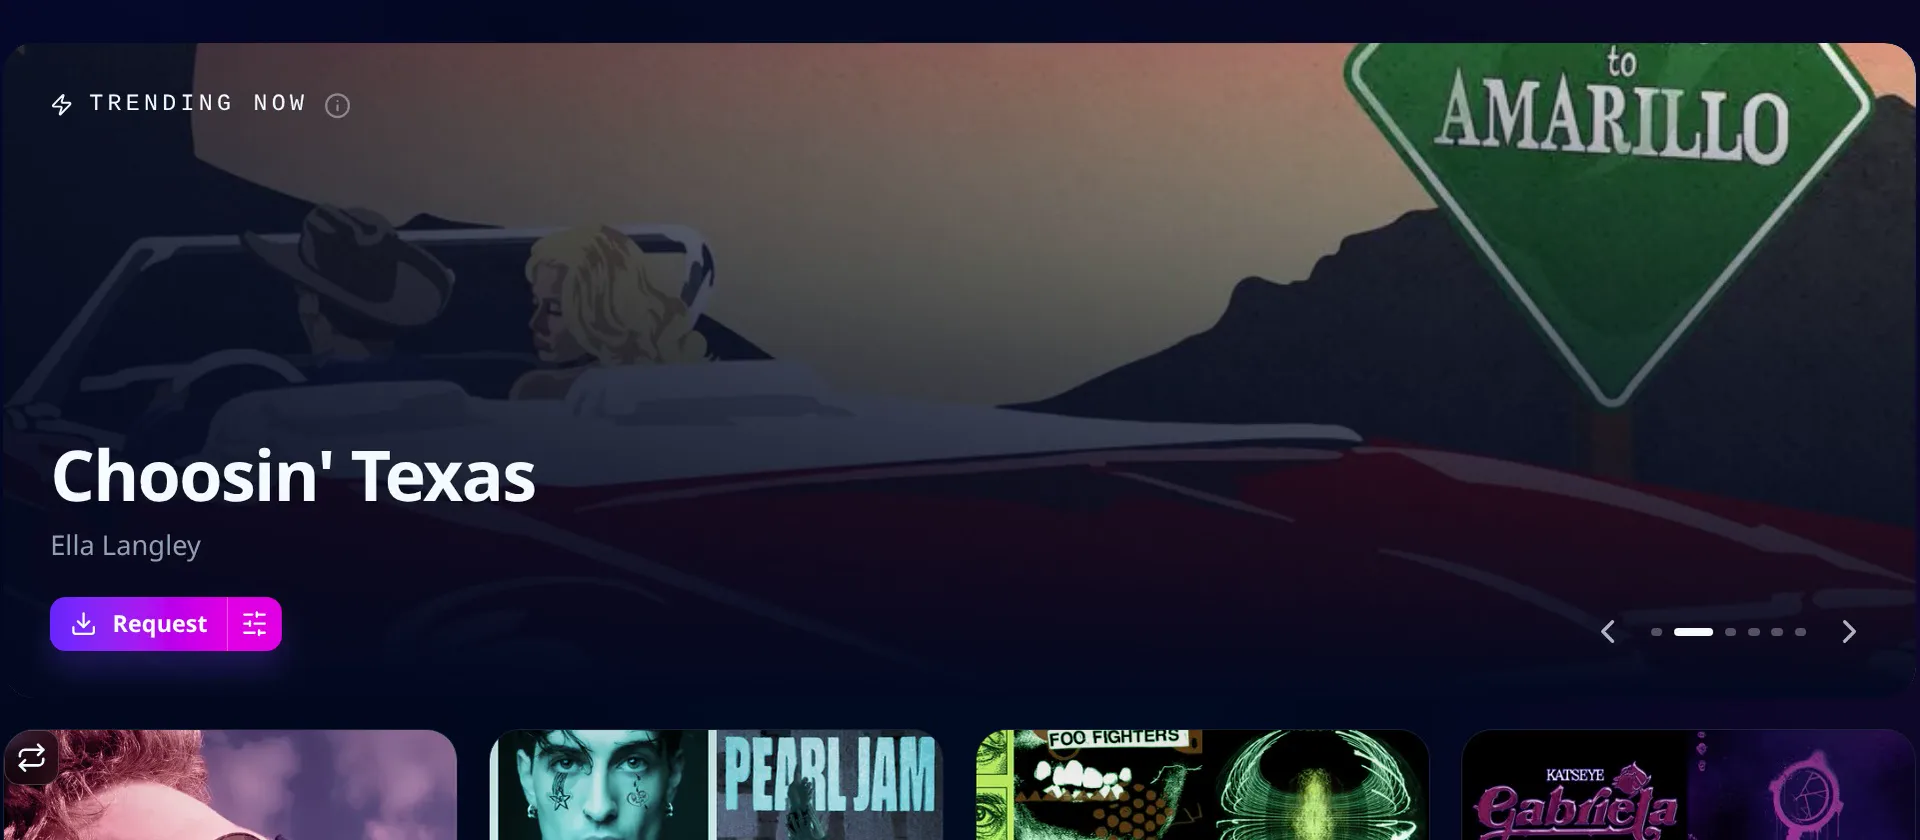 to
AMARILLO
TRENDING NOW
Choosin' Texas
Ella Langley
Request
PEARL JAM
FOO FIGHTERS
KATSEYE
Gabriela